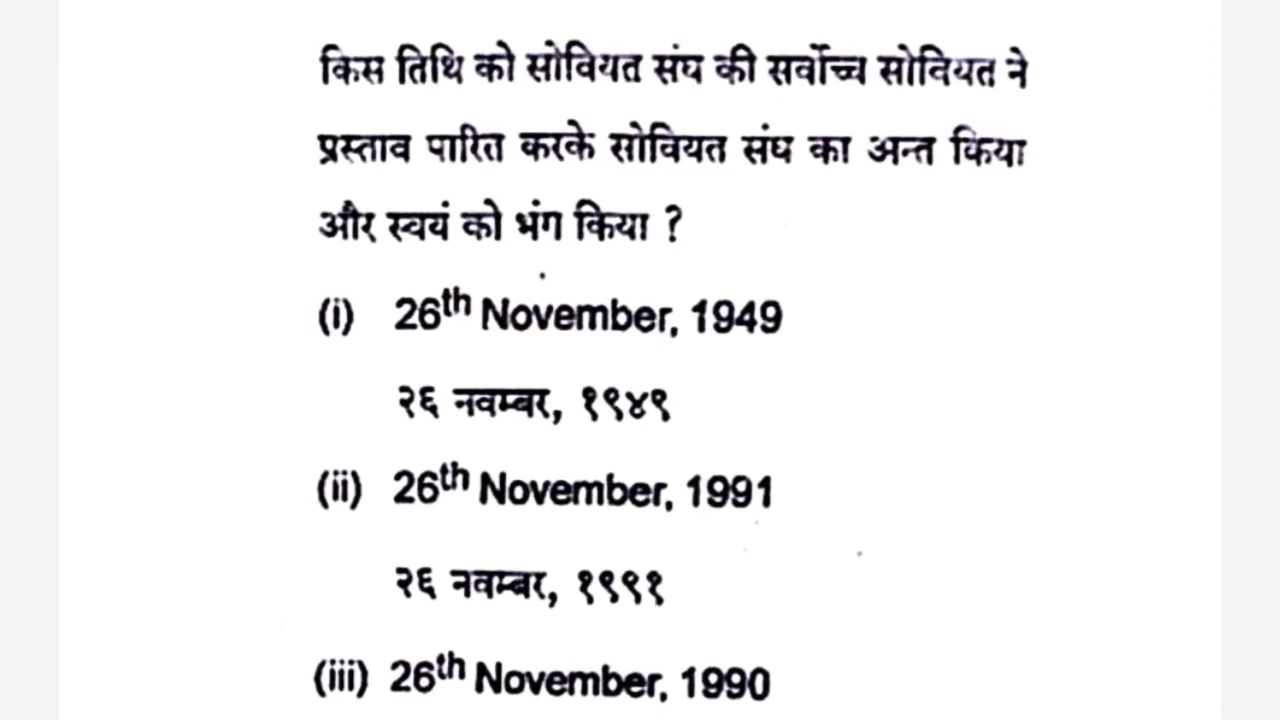 किस तिथि को सोवियत संघ की सर्वोच्च सोवियत ने
प्रस्ताव पारित करके सोवियत संघ का अन्त किया
और स्वयं को भंग किया ?
(i) 26th November, 1949
२६ नवम्बर, १९४९
(ii) 26th November, 1991
२६ नवम्बर, १९९१
(iii) 26th November, 1990